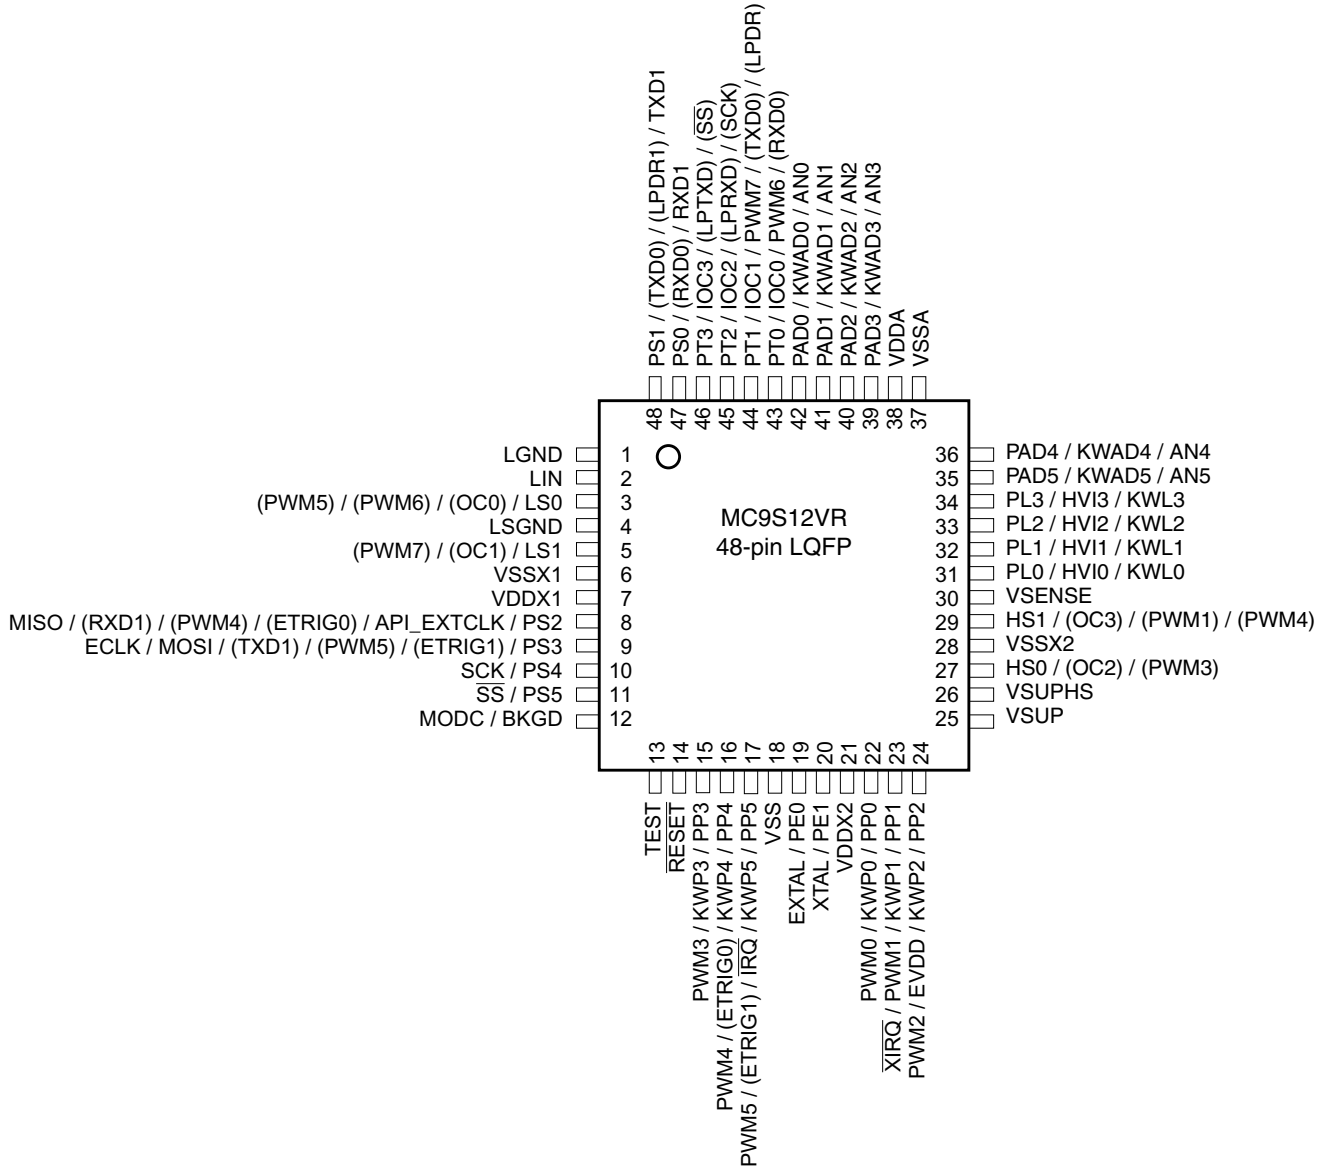 PS1 / (TXD0) / (LPDR1) / TXD1
PS0 / (RXD0) / RXD1
PT3 / IOC3 / (LPTXD) / (S̅S̅)
PT2 / IOC2 / (LPRXD) / (SCK)
PT1 / IOC1 / PWM7 / (TXD0) / (LPDR)
PT0 / IOC0 / PWM6 / (RXD0)
PAD0 / KWAD0 / AN0
PAD1 / KWAD1 / AN1
PAD2 / KWAD2 / AN2
PAD3 / KWAD3 / AN3
VDDA
VSSA
48
47
46
45
44
43
42
41
40
39
38
37
LGND 1
LIN 2
(PWM5) / (PWM6) / (OC0) / LS0 3
LSGND 4
(PWM7) / (OC1) / LS1 5
VSSX1 6
VDDX1 7
MISO / (RXD1) / (PWM4) / (ETRIG0) / API_EXTCLK / PS2 8
ECLK / MOSI / (TXD1) / (PWM5) / (ETRIG1) / PS3 9
SCK / PS4 10
S̅S̅ / PS5 11
MODC / BKGD 12
MC9S12VR
48-pin LQFP
36 PAD4 / KWAD4 / AN4
35 PAD5 / KWAD5 / AN5
34 PL3 / HVI3 / KWL3
33 PL2 / HVI2 / KWL2
32 PL1 / HVI1 / KWL1
31 PL0 / HVI0 / KWL0
30 VSENSE
29 HS1 / (OC3) / (PWM1) / (PWM4)
28 VSSX2
27 HS0 / (OC2) / (PWM3)
26 VSUPHS
25 VSUP
13
14
15
16
17
18
19
20
21
22
23
24
TEST
R̅E̅S̅E̅T̅
PWM3 / KWP3 / PP3
PWM4 / (ETRIG0) / KWP4 / PP4
PWM5 / (ETRIG1) / I̅R̅Q̅ / KWP5 / PP5
VSS
EXTAL / PE0
XTAL / PE1
VDDX2
PWM0 / KWP0 / PP0
X̅I̅R̅Q̅ / PWM1 / KWP1 / PP1
PWM2 / EVDD / KWP2 / PP2